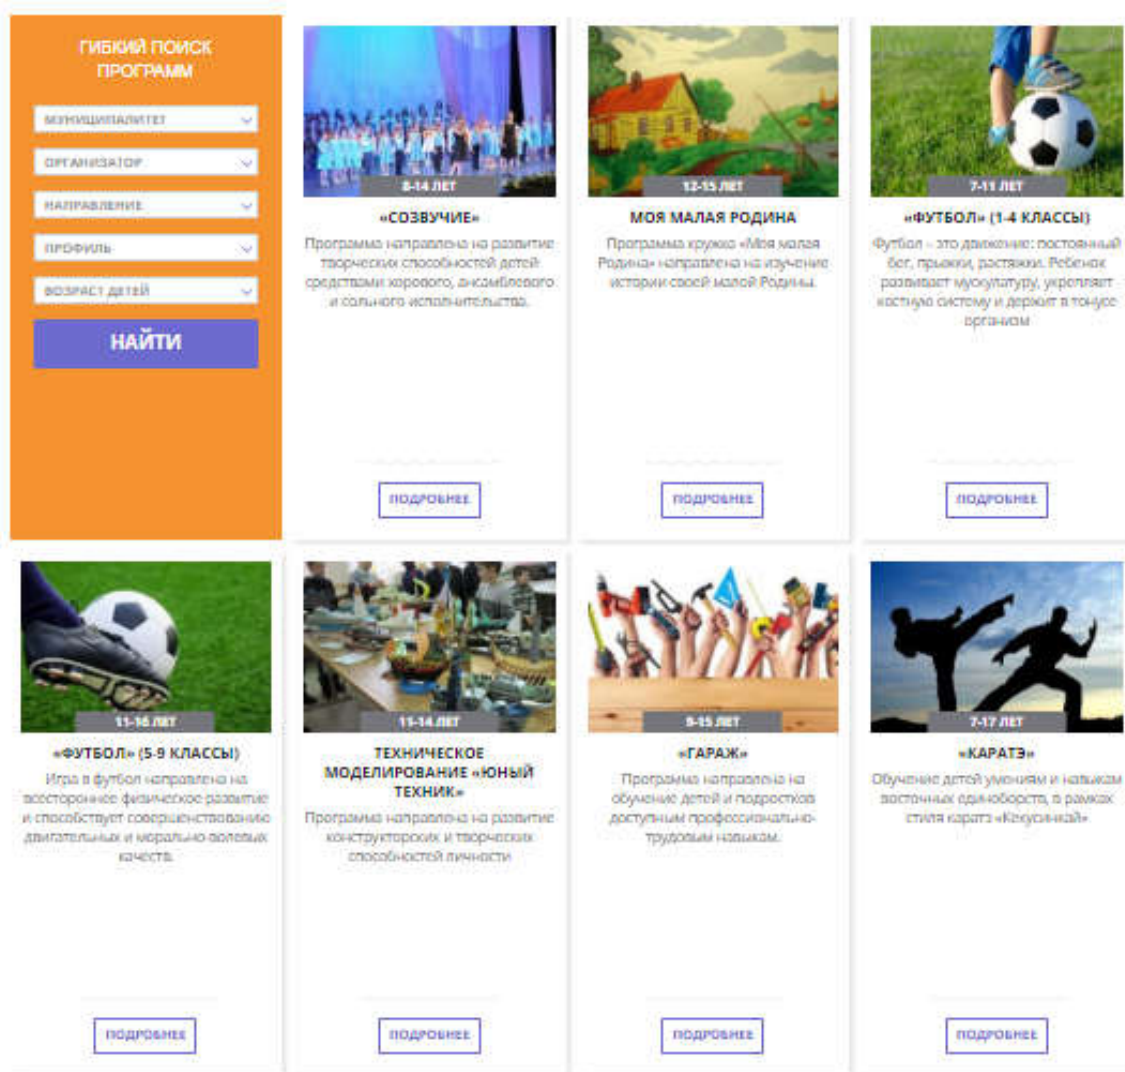 ГИБКИЙ ПОИСК
ПРОГРАММ
МУНИЦИПАЛИТЕТ
ОРГАНИЗАТОР
НАПРАВЛЕНИЕ
ПРОФИЛЬ
ВОЗРАСТ ДЕТЕЙ
НАЙТИ
8-14 ЛЕТ
«СОЗВУЧИЕ»
Программа направлена на развитие
творческих способностей детей
средствами хорового, ансамблевого
и сольного исполнительства.
ПОДРОБНЕЕ
12-15 ЛЕТ
МОЯ МАЛАЯ РОДИНА
Программа кружка «Моя малая
Родина» направлена на изучение
истории своей малой Родины.
ПОДРОБНЕЕ
7-11 ЛЕТ
«ФУТБОЛ» (1-4 КЛАССЫ)
Футбол – это движение: постоянный
бег, прыжки, растяжки. Ребенок
развивает мускулатуру, укрепляет
костную систему и держит в тонусе
организм
ПОДРОБНЕЕ
11-16 ЛЕТ
«ФУТБОЛ» (5-9 КЛАССЫ)
Игра в футбол направлена на
всестороннее физическое развитие
и способствует совершенствованию
двигательных и морально-волевых
качеств.
ПОДРОБНЕЕ
11-14 ЛЕТ
ТЕХНИЧЕСКОЕ
МОДЕЛИРОВАНИЕ «ЮНЫЙ
ТЕХНИК»
Программа направлена на развитие
конструкторских и творческих
способностей личности
ПОДРОБНЕЕ
9-15 ЛЕТ
«ГАРАЖ»
Программа направлена на
обучение детей и подростков
доступным профессионально-
трудовым навыкам.
ПОДРОБНЕЕ
7-17 ЛЕТ
«КАРАТЭ»
Обучение детей умениям и навыкам
восточных единоборств, в рамках
стиля каратэ «Кекусинкай»
ПОДРОБНЕЕ